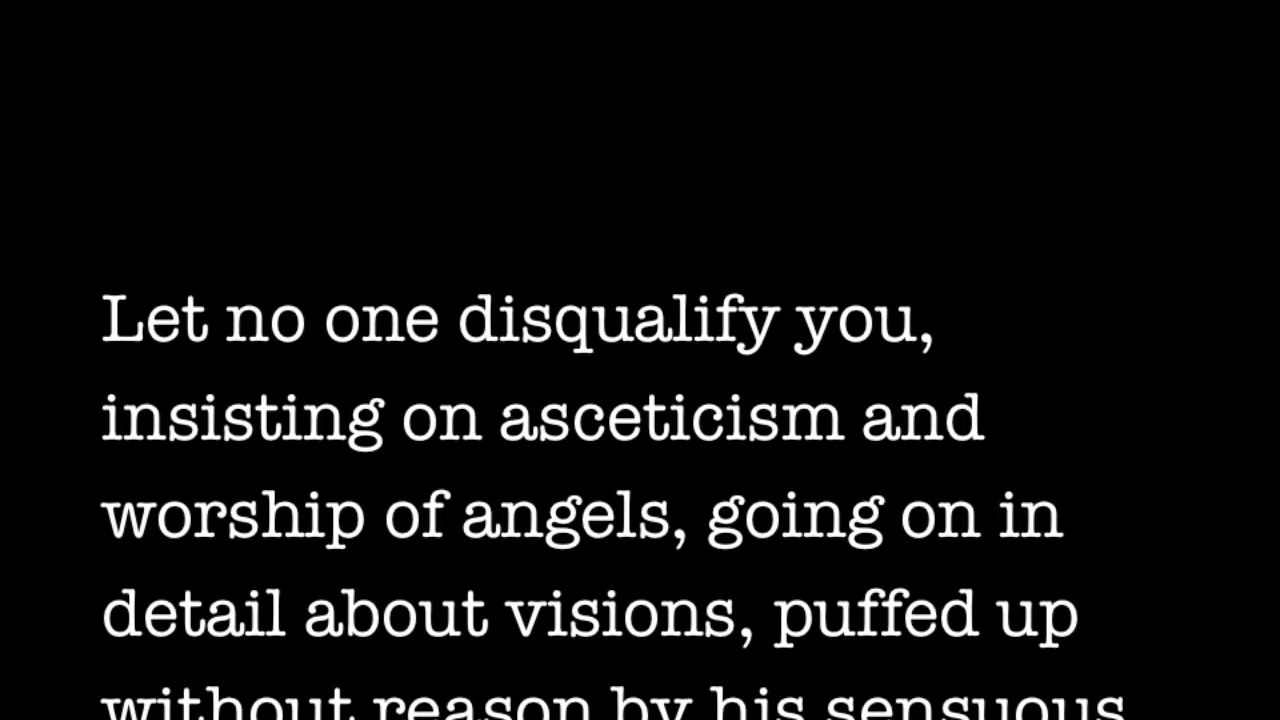 Let no one disqualify you,
insisting on asceticism and
worship of angels, going on in
detail about visions, puffed up
without reason by his sensuous